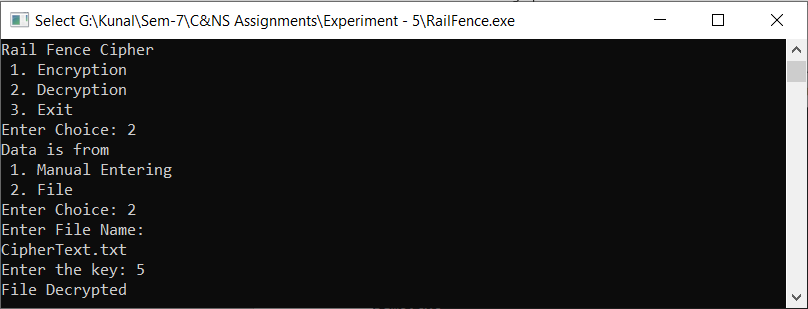 Select G:\Kunal\Sem-7\C&NS Assignments\Experiment - 5\RailFence.exe
Rail Fence Cipher
1. Encryption
2. Decryption
3. Exit
Enter Choice: 2
Data is from
1. Manual Entering
2. File
Enter Choice: 2
Enter File Name:
CipherText.txt
Enter the key: 5
File Decrypted